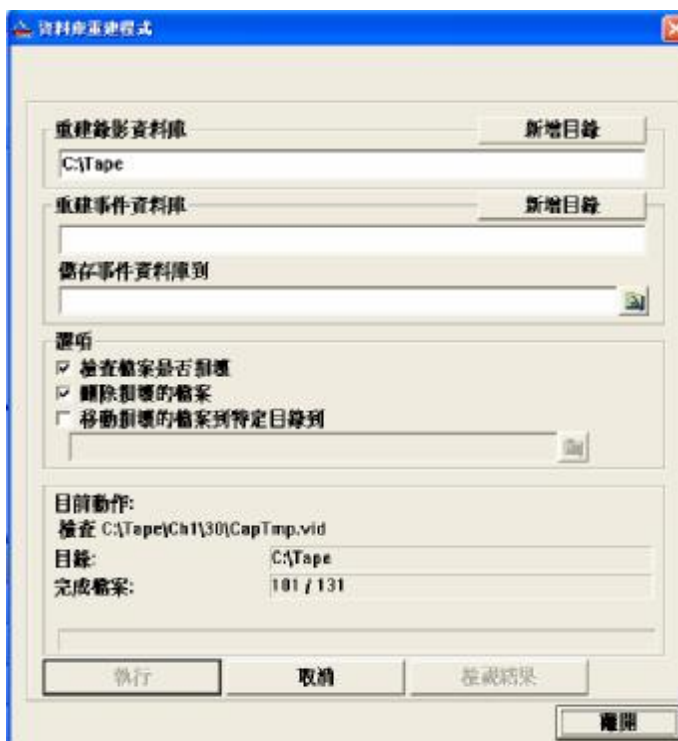 資料庫重建程式
重建錄影資料庫 新增目錄
C:\Tape
重建事件資料庫 新增目錄
儲存事件資料庫到
選項
檢查檔案是否損壞
刪除損壞的檔案
移動損壞的檔案到特定目錄到
目前動作:
檢查 C:\Tape\Ch1\30\CapTmp.vid
目錄: C:\Tape
完成檔案: 101 / 131
執行 取消 檢視結果
離開